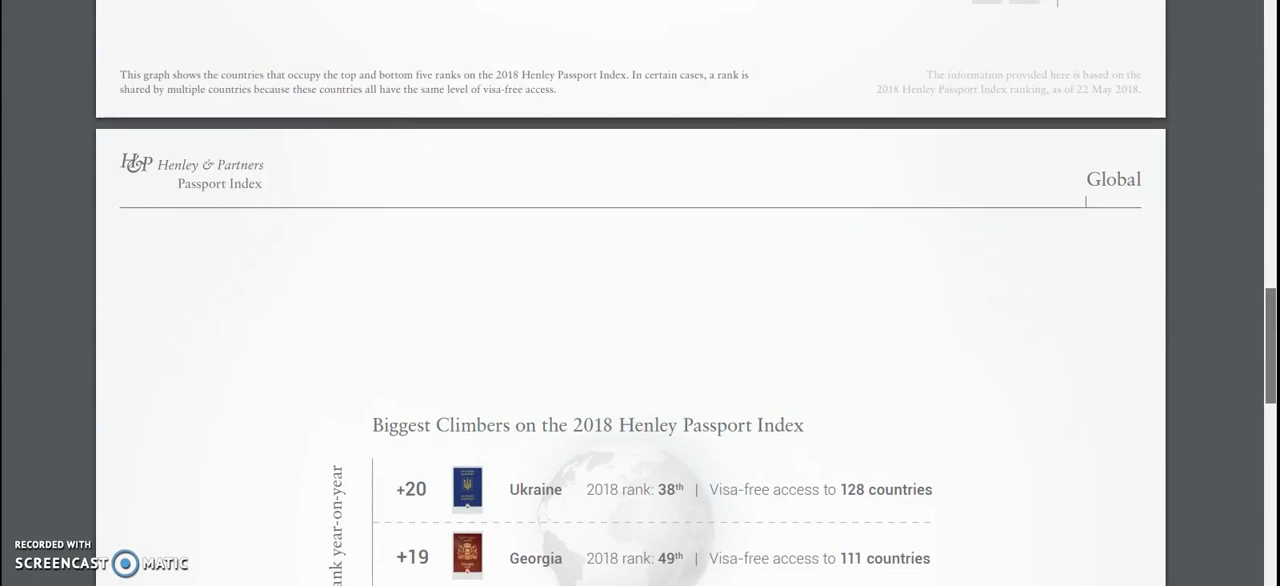 This graph shows the countries that occupy the top and bottom five ranks on the 2018 Henley Passport Index. In certain cases, a rank is
shared by multiple countries because these countries all have the same level of visa-free access.
The information provided here is based on the
2018 Henley Passport Index ranking, as of 22 May 2018.
H&P Henley & Partners
Passport Index
Global
Biggest Climbers on the 2018 Henley Passport Index
year-on-year
+20 Ukraine 2018 rank: 38th | Visa-free access to 128 countries
+19 Georgia 2018 rank: 49th | Visa-free access to 111 countries
RECORDED WITH
SCREENCAST MATIC